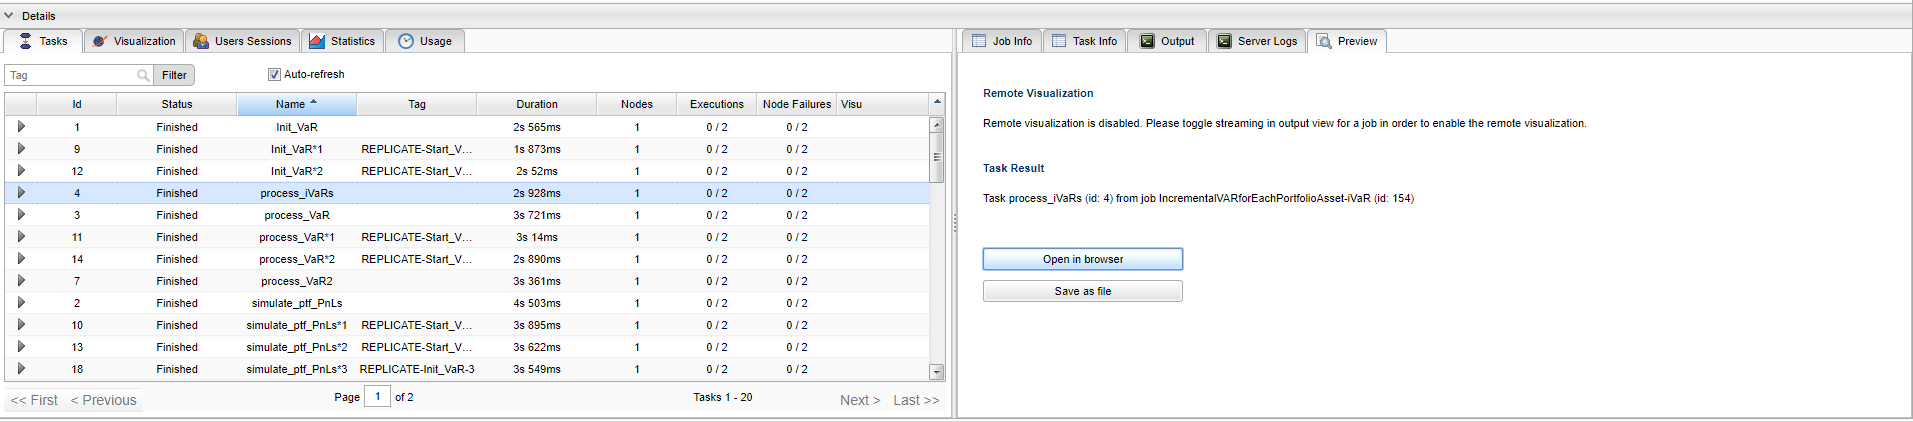 Details
Tasks Visualization Users Sessions Statistics Usage
Tag Filter Auto-refresh
Id Status Name Tag Duration Nodes Executions Node Failures Visu
1 Finished Init_VaR 2s 565ms 1 0 / 2 0 / 2
9 Finished Init_VaR*1 REPLICATE-Start_V... 1s 873ms 1 0 / 2 0 / 2
12 Finished Init_VaR*2 REPLICATE-Start_V... 2s 52ms 1 0 / 2 0 / 2
4 Finished process_iVaRs 2s 928ms 1 0 / 2 0 / 2
3 Finished process_VaR 3s 721ms 1 0 / 2 0 / 2
11 Finished process_VaR*1 REPLICATE-Start_V... 3s 14ms 1 0 / 2 0 / 2
14 Finished process_VaR*2 REPLICATE-Start_V... 2s 890ms 1 0 / 2 0 / 2
7 Finished process_VaR2 3s 361ms 1 0 / 2 0 / 2
2 Finished simulate_ptf_PnLs 4s 503ms 1 0 / 2 0 / 2
10 Finished simulate_ptf_PnLs*1 REPLICATE-Start_V... 3s 895ms 1 0 / 2 0 / 2
13 Finished simulate_ptf_PnLs*2 REPLICATE-Start_V... 3s 622ms 1 0 / 2 0 / 2
18 Finished simulate_ptf_PnLs*3 REPLICATE-Init_VaR-3 3s 549ms 1 0 / 2 0 / 2
<< First < Previous Page 1 of 2 Tasks 1 - 20 Next > Last >>
Job Info Task Info Output Server Logs Preview
Remote Visualization
Remote visualization is disabled. Please toggle streaming in output view for a job in order to enable the remote visualization.
Task Result
Task process_iVaRs (id: 4) from job IncrementalVARforEachPortfolioAsset-iVaR (id: 154)
Open in browser
Save as file